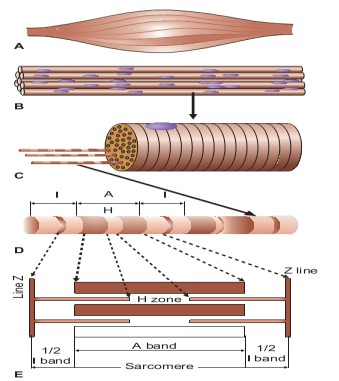 A
B
C
I A I
H
D
Line Z
Z line
H zone
1/2
I band
A band
1/2
I band
Sarcomere
E